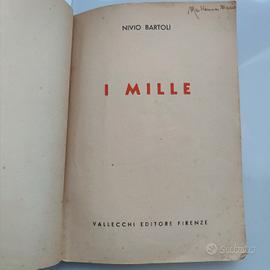 NIVIO BARTOLI
I MILLE
VALLECCHI EDITORE FIRENZE
subito